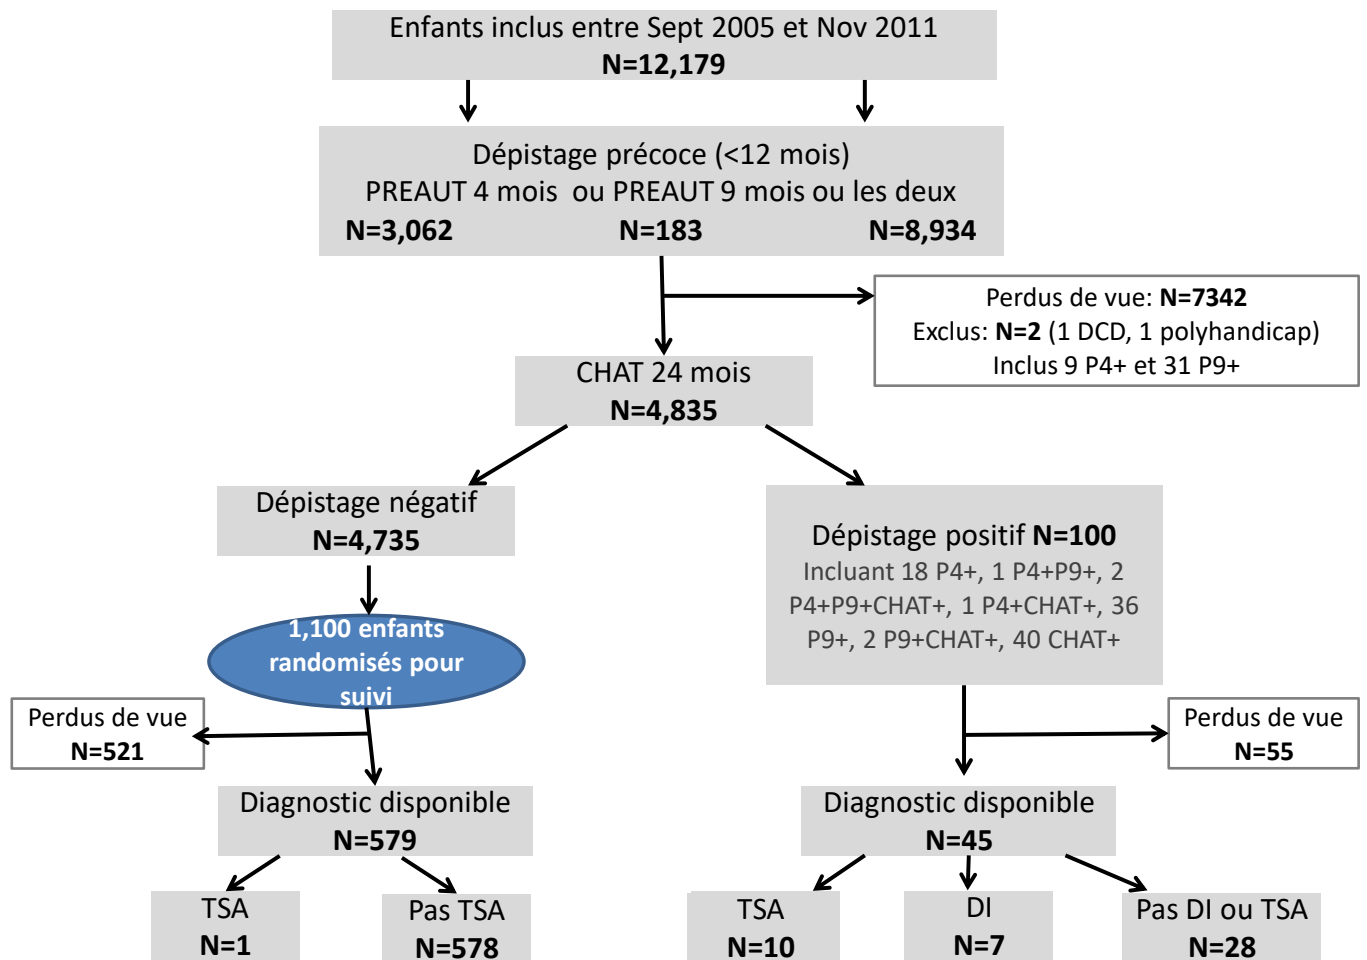 Enfants inclus entre Sept 2005 et Nov 2011
N=12,179
Dépistage précoce (<12 mois)
PREAUT 4 mois ou PREAUT 9 mois ou les deux
N=3,062 N=183 N=8,934
Perdus de vue: N=7342
Exclus: N=2 (1 DCD, 1 polyhandicap)
Inclus 9 P4+ et 31 P9+
CHAT 24 mois
N=4,835
Dépistage négatif
N=4,735
Dépistage positif N=100
Incluant 18 P4+, 1 P4+P9+, 2
P4+P9+CHAT+, 1 P4+CHAT+, 36
P9+, 2 P9+CHAT+, 40 CHAT+
1,100 enfants
randomisés pour
suivi
Perdus de vue
N=521
Perdus de vue
N=55
Diagnostic disponible
N=579
Diagnostic disponible
N=45
TSA
N=1
Pas TSA
N=578
TSA
N=10
DI
N=7
Pas DI ou TSA
N=28